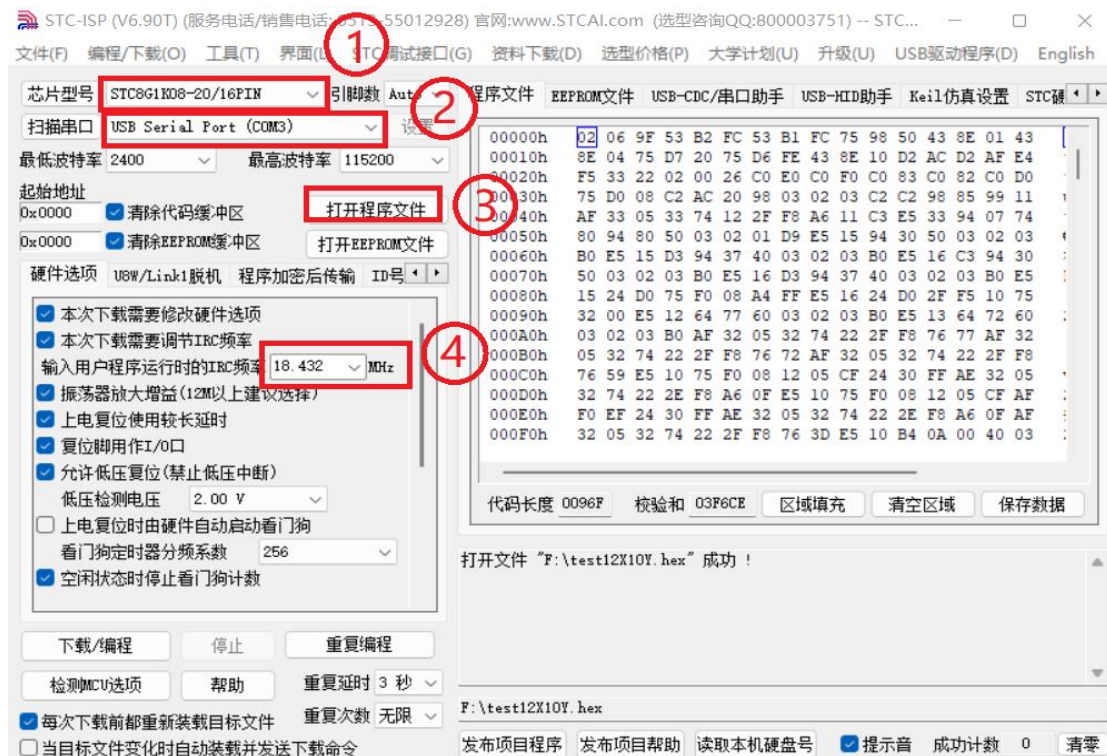 STC-ISP (V6.90T) (服务电话/销售电话: 0513-55012928) 官网:www.STCAI.com (选型咨询QQ:800003751) -- STC...
文件(F) 编程/下载(O) 工具(T) 界面(L STC调试接口(G) 资料下载(D) 选型价格(P) 大学计划(U) 升级(U) USB驱动程序(D) English
①
芯片型号 STC8G1K08-20/16PIN 引脚数 Auto
②
扫描串口 USB Serial Port (COM3) 设置
最低波特率 2400 最高波特率 115200
起始地址
0x0000 清除代码缓冲区 打开程序文件
③
0x0000 清除EEPROM缓冲区 打开EEPROM文件
硬件选项 U8W/Link1脱机 程序加密后传输 ID号
本次下载需要修改硬件选项
本次下载需要调节IRC频率
输入用户程序运行时的IRC频率 18.432 MHz
④
振荡器放大增益(12M以上建议选择)
上电复位使用较长延时
复位脚用作I/O口
允许低压复位(禁止低压中断)
低压检测电压 2.00 V
上电复位时由硬件自动启动看门狗
看门狗定时器分频系数 256
空闲状态时停止看门狗计数
下载/编程 停止 重复编程
检测MCU选项 帮助 重复延时 3 秒
每次下载前都重新装载目标文件 重复次数 无限
当目标文件变化时自动装载并发送下载命令
程序文件 EEPROM文件 USB-CDC/串口助手 USB-HID助手 Keil仿真设置 STC硬
00000h 02 06 9F 53 B2 FC 53 B1 FC 75 98 50 43 8E 01 43
00010h 8E 04 75 D7 20 75 D6 FE 43 8E 10 D2 AC D2 AF E4
00020h F5 33 22 02 00 26 C0 E0 C0 F0 C0 83 C0 82 C0 D0
00030h 75 D0 08 C2 AC 20 98 03 02 03 C2 C2 98 85 99 11
00040h AF 33 05 33 74 12 2F F8 A6 11 C3 E5 33 94 07 74
00050h 80 94 80 50 03 02 01 D9 E5 15 94 30 50 03 02 03
00060h B0 E5 15 D3 94 37 40 03 02 03 B0 E5 16 C3 94 30
00070h 50 03 02 03 B0 E5 16 D3 94 37 40 03 02 03 B0 E5
00080h 15 24 D0 75 F0 08 A4 FF E5 16 24 D0 2F F5 10 75
00090h 32 00 E5 12 64 77 60 03 02 03 B0 E5 13 64 72 60
000A0h 03 02 03 B0 AF 32 05 32 74 22 2F F8 76 77 AF 32
000B0h 05 32 74 22 2F F8 76 72 AF 32 05 32 74 22 2F F8
000C0h 76 59 E5 10 75 F0 08 12 05 CF 24 30 FF AE 32 05
000D0h 32 74 22 2E F8 A6 0F E5 10 75 F0 08 12 05 CF AF
000E0h F0 EF 24 30 FF AE 32 05 32 74 22 2E F8 A6 0F AF
000F0h 32 05 32 74 22 2F F8 76 3D E5 10 B4 0A 00 40 03
代码长度 0096F 校验和 03F6CE 区域填充 清空区域 保存数据
打开文件 "F:\test12X10Y.hex" 成功 !
F:\test12X10Y.hex
发布项目程序 发布项目帮助 读取本机硬盘号 提示音 成功计数 0 清零